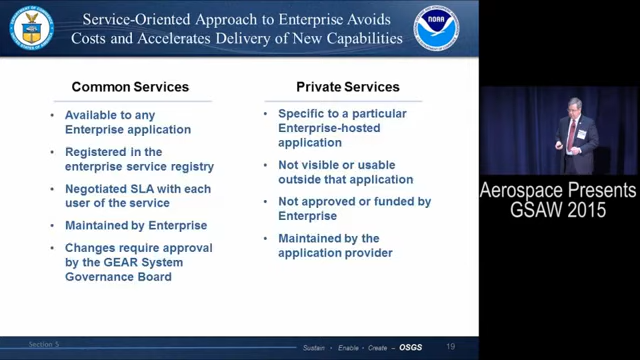 Service-Oriented Approach to Enterprise Avoids
Costs and Accelerates Delivery of New Capabilities
NOAA
Common Services
• Available to any
Enterprise application
• Registered in the
enterprise service registry
• Negotiated SLA with each
user of the service
• Maintained by Enterprise
• Changes require approval
by the GEAR System
Governance Board
Private Services
• Specific to a particular
Enterprise-hosted
application
• Not visible or usable
outside that application
• Not approved or funded by
Enterprise
• Maintained by the
application provider
Aerospace Presents
GSAW 2015
Section 5
Sustain • Enable • Create – OSGS
19